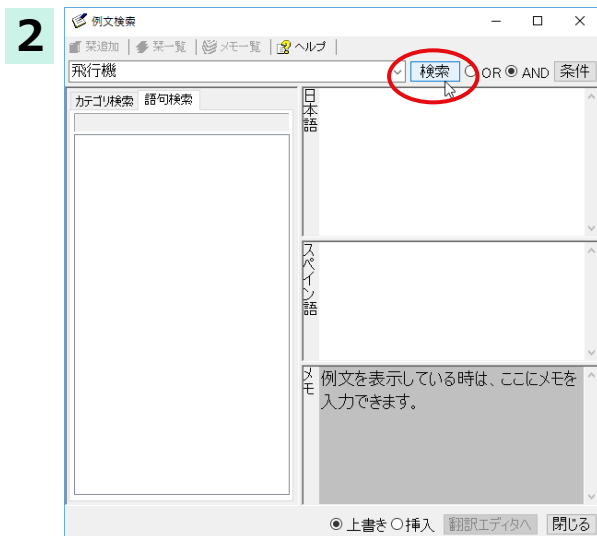 2
例文検索
栞追加 栞一覧 メモ一覧 ヘルプ
飛行機 検索 OR AND 条件
カテゴリ検索 語句検索
日本語
スペイン語
メモ
例文を表示している時は、ここにメモを
入力できます。
上書き 挿入 翻訳エディタへ 閉じる